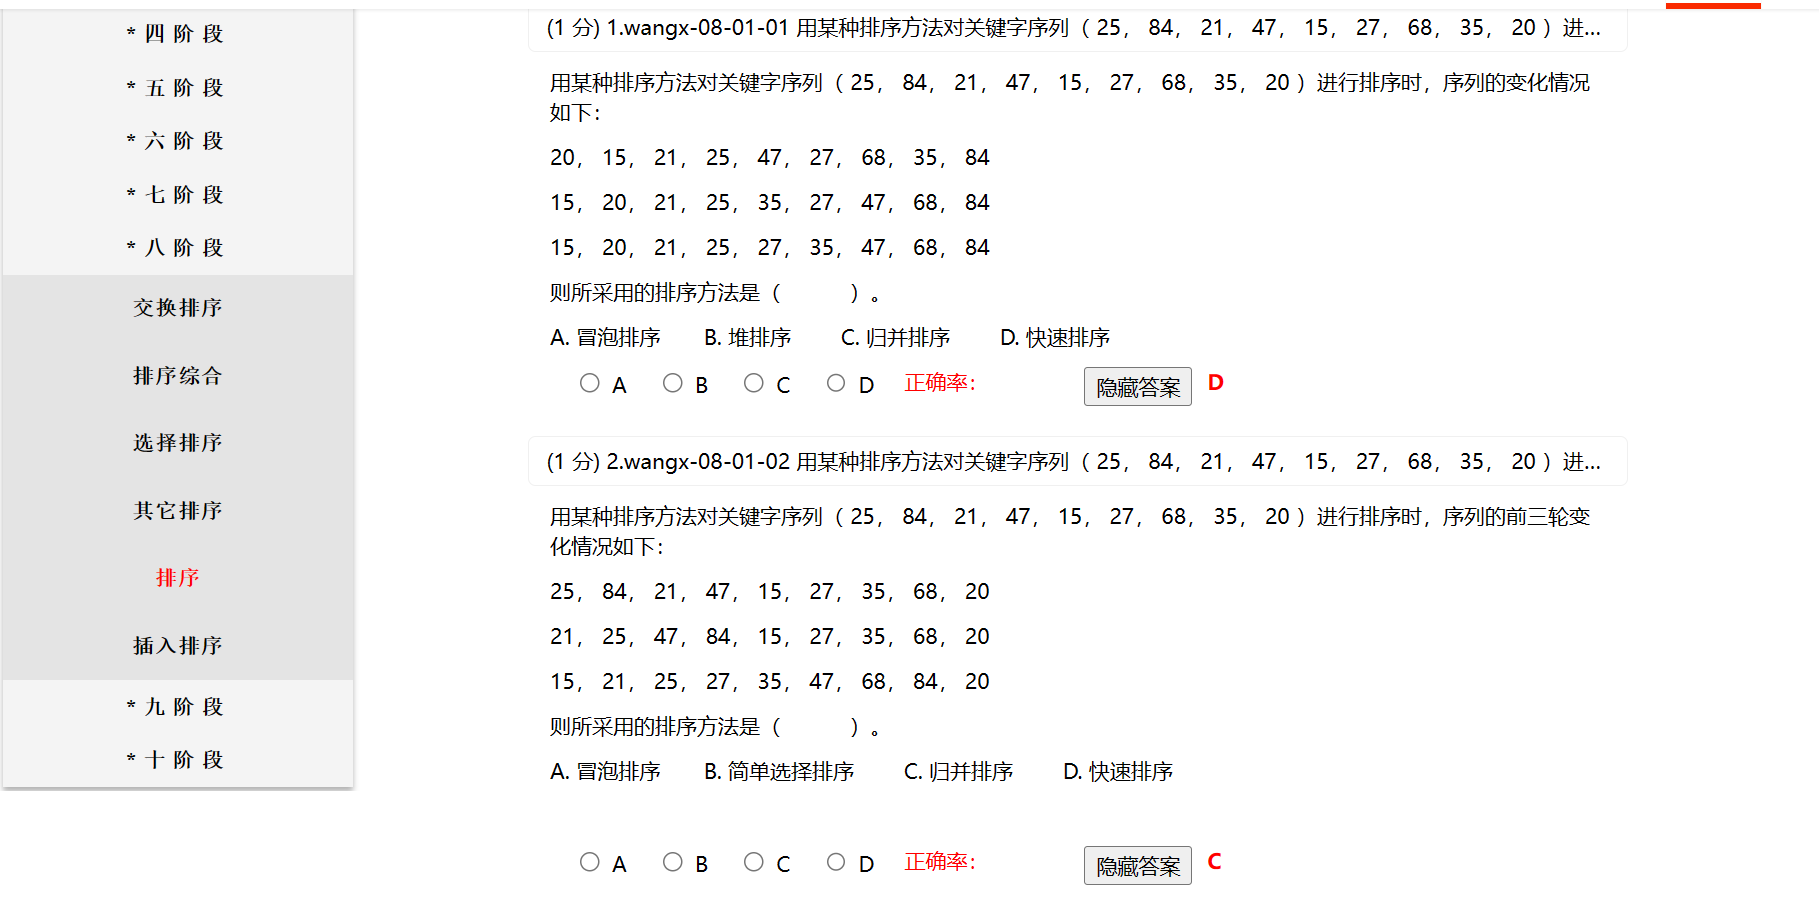 * 四 阶 段
* 五 阶 段
* 六 阶 段
* 七 阶 段
* 八 阶 段
交换排序
排序综合
选择排序
其它排序
排序
插入排序
* 九 阶 段
* 十 阶 段
(1 分) 1.wangx-08-01-01 用某种排序方法对关键字序列（ 25， 84， 21， 47， 15， 27， 68， 35， 20 ）进...
用某种排序方法对关键字序列（ 25， 84， 21， 47， 15， 27， 68， 35， 20 ）进行排序时，序列的变化情况
如下：
20， 15， 21， 25， 47， 27， 68， 35， 84
15， 20， 21， 25， 35， 27， 47， 68， 84
15， 20， 21， 25， 27， 35， 47， 68， 84
则所采用的排序方法是（ ）。
A. 冒泡排序 B. 堆排序 C. 归并排序 D. 快速排序
A B C D 正确率： 隐藏答案 D
(1 分) 2.wangx-08-01-02 用某种排序方法对关键字序列（ 25， 84， 21， 47， 15， 27， 68， 35， 20 ）进...
用某种排序方法对关键字序列（ 25， 84， 21， 47， 15， 27， 68， 35， 20 ）进行排序时，序列的前三轮变
化情况如下：
25， 84， 21， 47， 15， 27， 35， 68， 20
21， 25， 47， 84， 15， 27， 35， 68， 20
15， 21， 25， 27， 35， 47， 68， 84， 20
则所采用的排序方法是（ ）。
A. 冒泡排序 B. 简单选择排序 C. 归并排序 D. 快速排序
A B C D 正确率： 隐藏答案 C